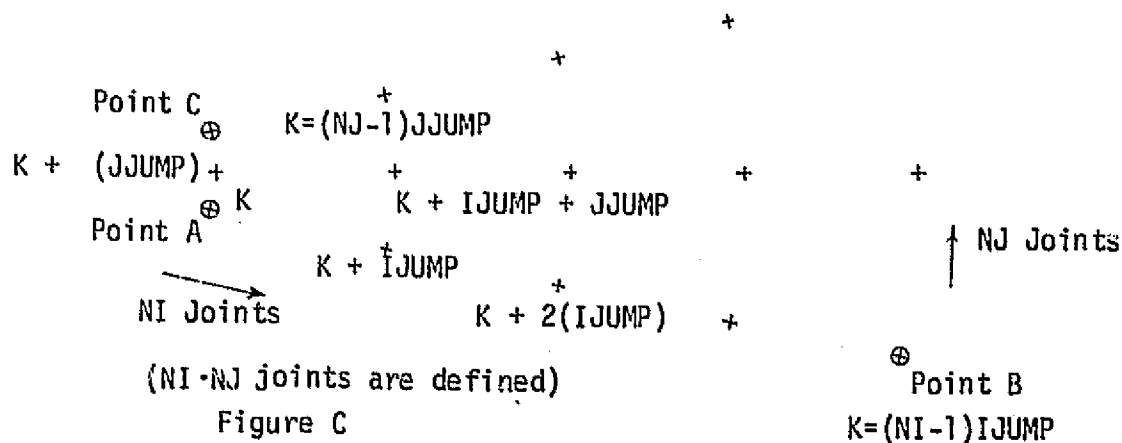 Point C
K=(NJ-1)JJUMP
K + (JJUMP)
K
K + IJUMP + JJUMP
Point A
NJ Joints
K + IJUMP
NI Joints
K + 2(IJUMP)
(NI·NJ joints are defined)
Point B
Figure C
K=(NI-1)IJUMP